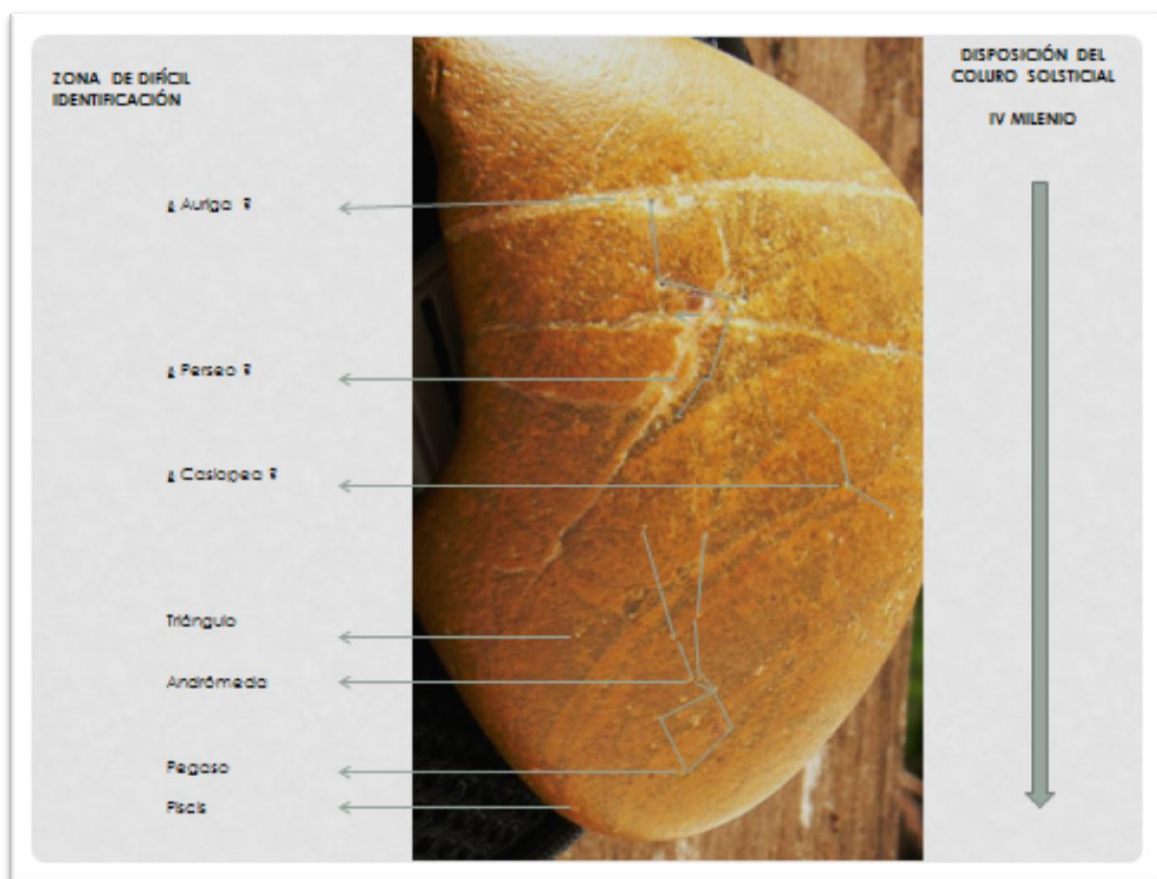 ZONA DE DIFÍCIL
IDENTIFICACIÓN
¿ Auriga ?
¿ Perseo ?
¿ Casiopea ?
Triángulo
Andrómeda
Pegaso
Piscis
DISPOSICIÓN DEL
COLURO SOLSTICIAL
IV MILENIO